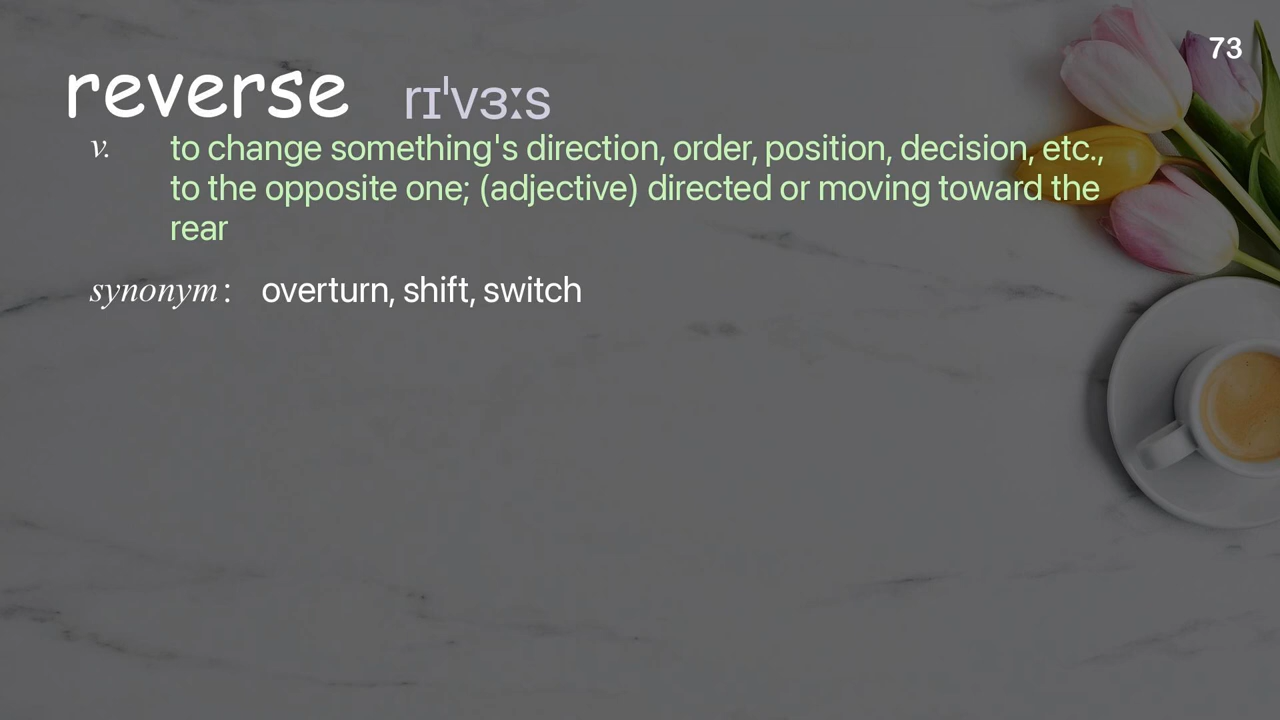 73
reverse rɪˈvɜːs
v. to change something's direction, order, position, decision, etc.,
to the opposite one; (adjective) directed or moving toward the
rear
synonym: overturn, shift, switch